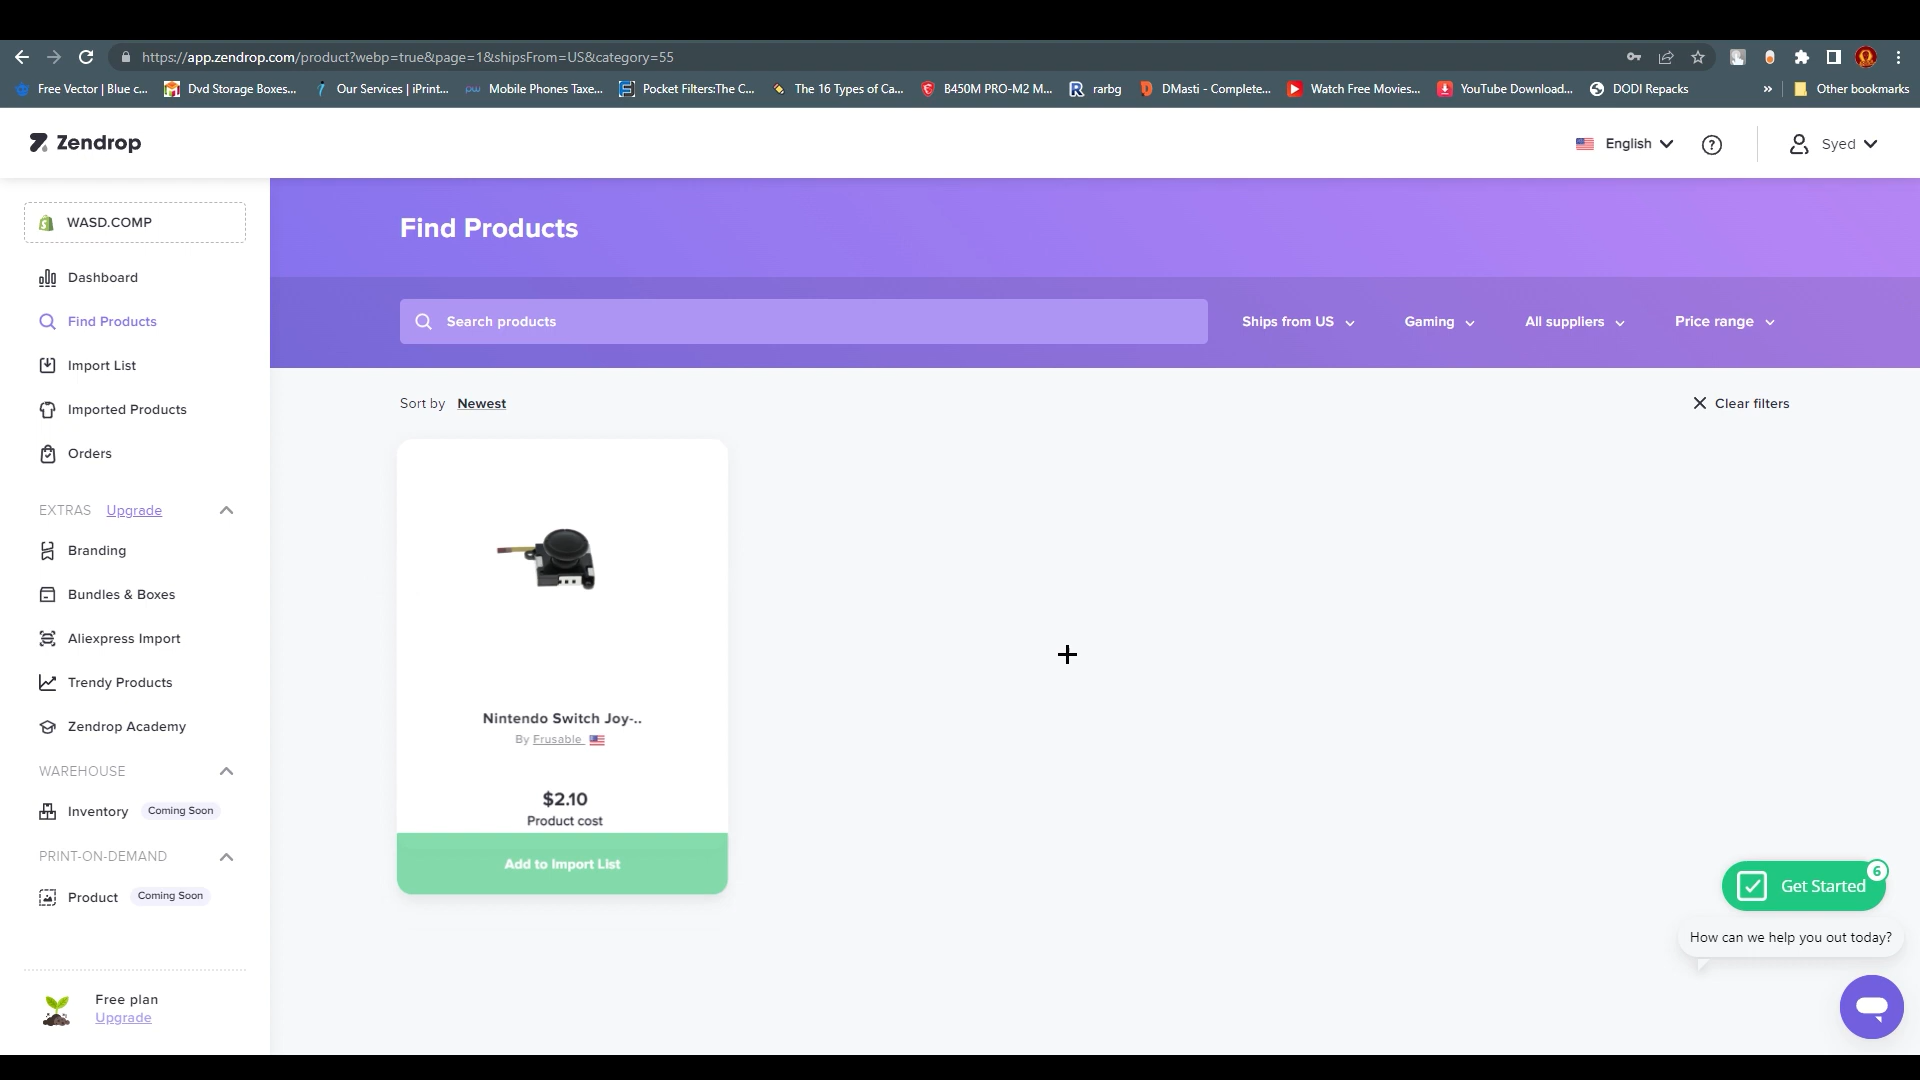 https://app.zendrop.com/product?webp=true&page=1&shipsFrom=US&category=55
Free Vector | Blue c... Dvd Storage Boxes... Our Services | iPrint... Mobile Phones Taxe... Pocket Filters:The C... The 16 Types of Ca... B450M PRO-M2 M... rarbg DMasti - Complete... Watch Free Movies... YouTube Download... DODI Repacks » Other bookmarks
Zendrop
English
Syed
WASD.COMP
Dashboard
Find Products
Import List
Imported Products
Orders
EXTRAS Upgrade
Branding
Bundles & Boxes
Aliexpress Import
Trendy Products
Zendrop Academy
WAREHOUSE
Inventory Coming Soon
PRINT-ON-DEMAND
Product Coming Soon
Free plan
Upgrade
Find Products
Search products
Ships from US Gaming All suppliers Price range
Sort by Newest
Clear filters
Nintendo Switch Joy-..
By Frusable
$2.10
Product cost
Add to Import List
6
Get Started
How can we help you out today?